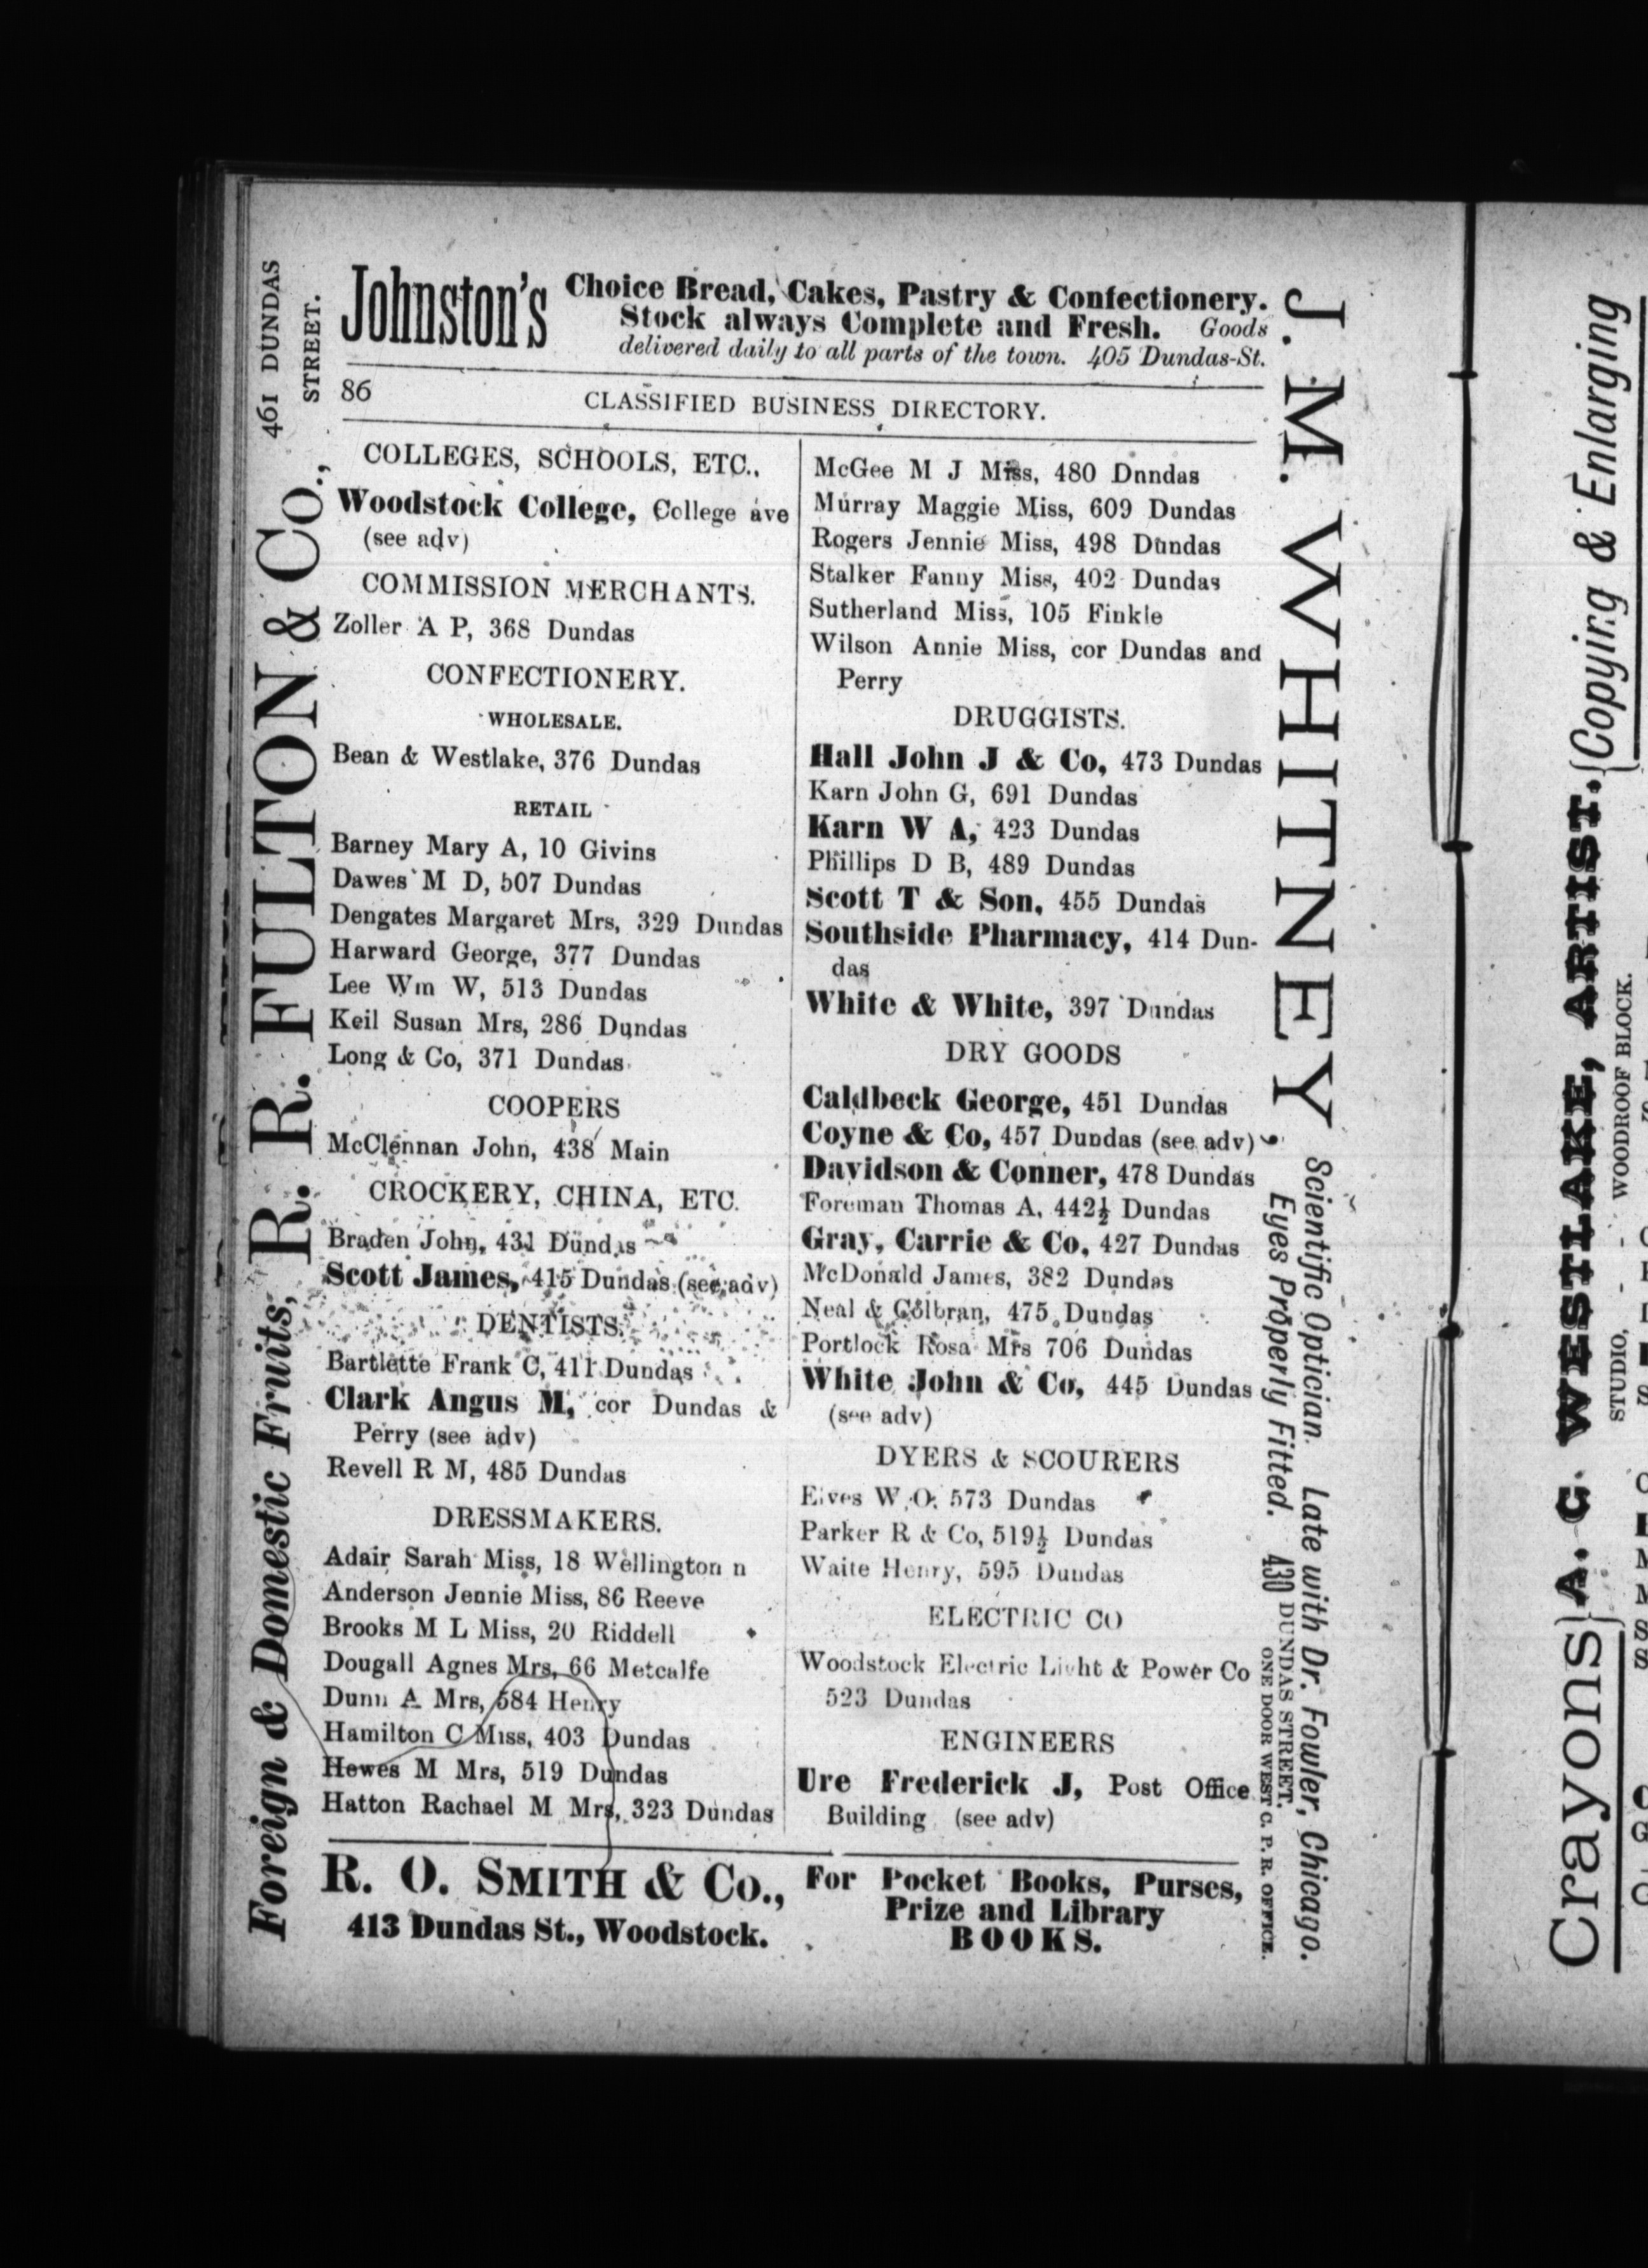 Johnston's
Choice Bread, Cakes, Pastry & Confectionery.
Stock always Complete and Fresh. Goods
delivered daily to all parts of the town. 405 Dundas-St.
86
CLASSIFIED BUSINESS DIRECTORY.
COLLEGES, SCHOOLS, ETC.,
Woodstock College, College ave
(see adv)
COMMISSION MERCHANTS.
Zoller A P, 368 Dundas
CONFECTIONERY.
WHOLESALE.
Bean & Westlake, 376 Dundas
RETAIL
Barney Mary A, 10 Givins
Dawes M D, 507 Dundas
Dengates Margaret Mrs, 329 Dundas
Harward George, 377 Dundas
Lee Wm W, 513 Dundas
Keil Susan Mrs, 286 Dundas
Long & Co, 371 Dundas
COOPERS
McClennan John, 438 Main
CROCKERY, CHINA, ETC.
Braden John, 431 Dundas
Scott James, 415 Dundas (see adv)
DENTISTS.
Bartlette Frank C, 411 Dundas
Clark Angus M, cor Dundas &
Perry (see adv)
Revell R M, 485 Dundas
DRESSMAKERS.
Adair Sarah Miss, 18 Wellington n
Anderson Jennie Miss, 86 Reeve
Brooks M L Miss, 20 Riddell
Dougall Agnes Mrs, 66 Metcalfe
Dunn A Mrs, 584 Henry
Hamilton C Miss, 403 Dundas
Hewes M Mrs, 519 Dundas
Hatton Rachael M Mrs, 323 Dundas
McGee M J Miss, 480 Dnndas
Murray Maggie Miss, 609 Dundas
Rogers Jennie Miss, 498 Dundas
Stalker Fanny Miss, 402 Dundas
Sutherland Miss, 105 Finkle
Wilson Annie Miss, cor Dundas and
Perry
DRUGGISTS.
Hall John J & Co, 473 Dundas
Karn John G, 691 Dundas
Karn W A, 423 Dundas
Phillips D B, 489 Dundas
Scott T & Son, 455 Dundas
Southside Pharmacy, 414 Dun-
das
White & White, 397 Dundas
DRY GOODS
Caldbeck George, 451 Dundas
Coyne & Co, 457 Dundas (see adv)
Davidson & Conner, 478 Dundas
Foreman Thomas A, 442½ Dundas
Gray, Carrie & Co, 427 Dundas
McDonald James, 382 Dundas
Neal & Colbran, 475 Dundas
Portlock Rosa Mrs 706 Dundas
White John & Co, 445 Dundas
(see adv)
DYERS & SCOURERS
Eives W O, 573 Dundas
Parker R & Co, 519½ Dundas
Waite Henry, 595 Dundas
ELECTRIC CO
Woodstock Electric Light & Power Co
523 Dundas
ENGINEERS
Ure Frederick J, Post Office
Building (see adv)
R. O. SMITH & Co.,
413 Dundas St., Woodstock.
For Pocket Books, Purses,
Prize and Library
BOOKS.
Foreign & Domestic Fruits, R. R. FULTON & Co., 461 DUNDAS
STREET.
J. M. WHITNEY,
Scientific Optician. Late with Dr. Fowler, Chicago.
Eyes Properly Fitted. 430 DUNDAS STREET.
ONE DOOR WEST C. P. R. OFFICE.
Crayons
A. G. WESTLAKE, ARTIST.
Copying & Enlarging
STUDIO, WOODROOF BLOCK.